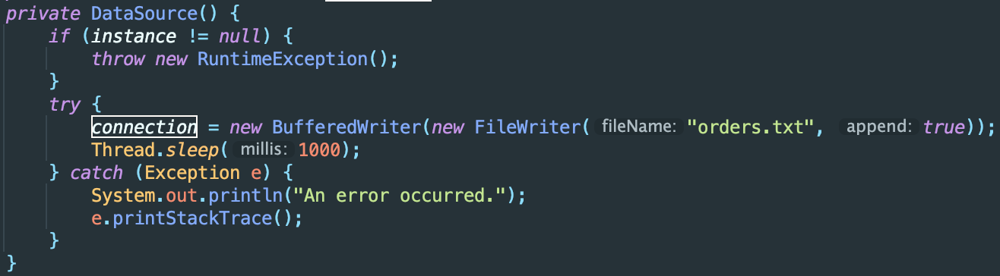 private DataSource() {
if (instance != null) {
throw new RuntimeException();
}
try {
connection = new BufferedWriter(new FileWriter( fileName: "orders.txt", append: true));
Thread.sleep( millis: 1000);
} catch (Exception e) {
System.out.println("An error occurred.");
e.printStackTrace();
}
}